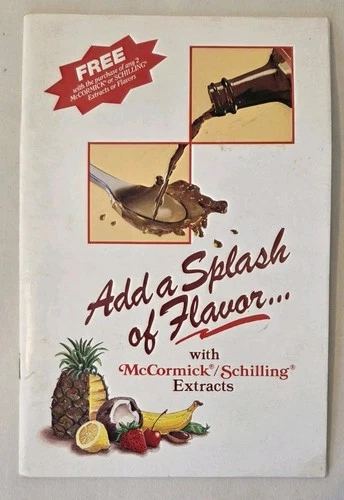 FREE
with the purchase of any 2
McCORMICK® or SCHILLING®
Extracts or Flavors
Add a Splash
of Flavor...
with
McCormick®/Schilling®
Extracts